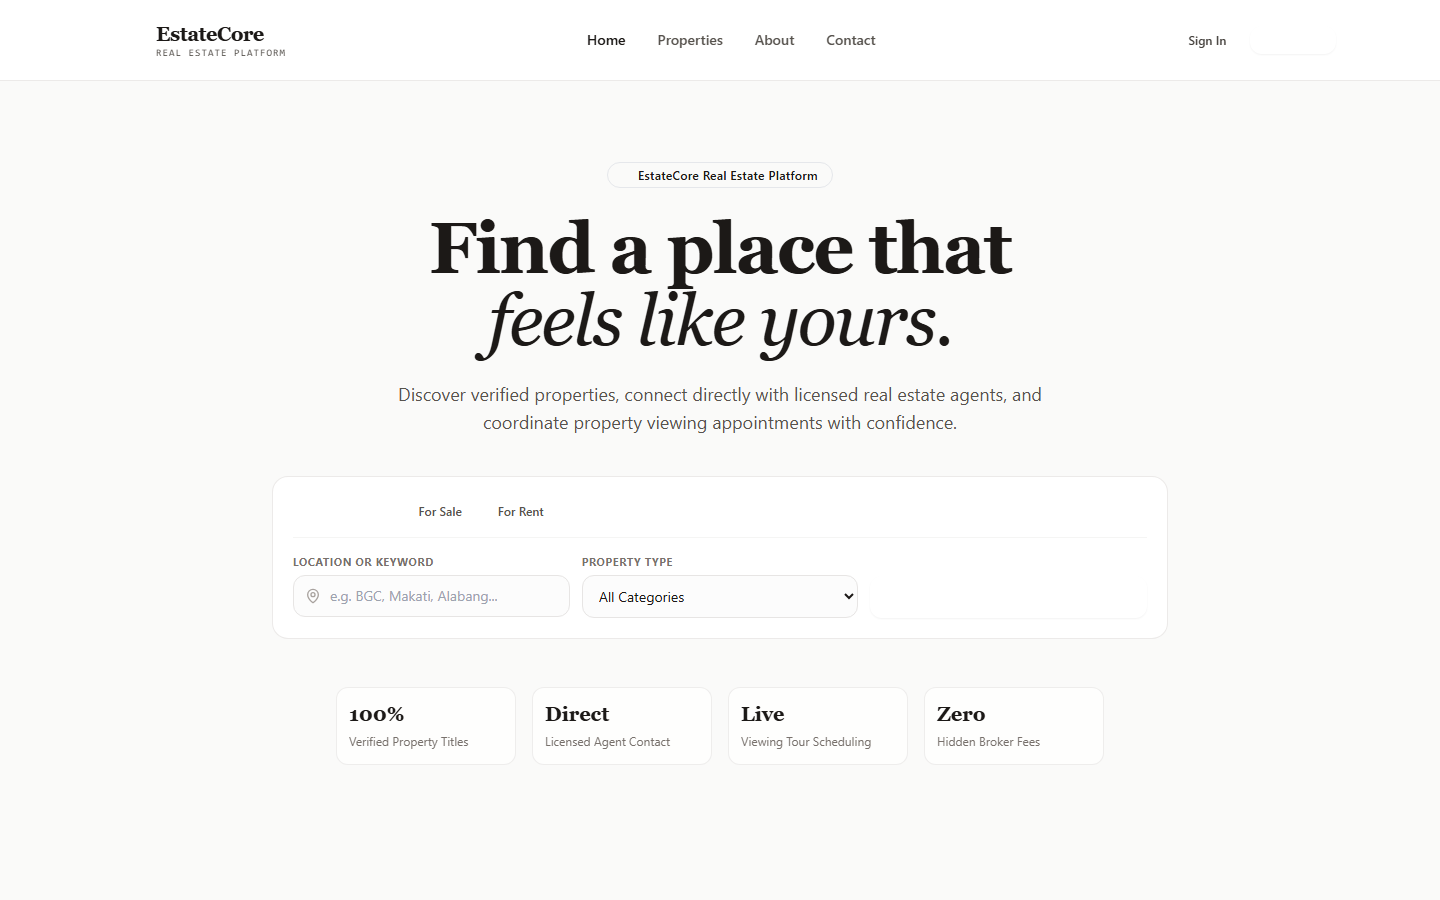 EstateCore
REAL ESTATE PLATFORM
Home
Properties
About
Contact
Sign In
EstateCore Real Estate Platform
Find a place that
feels like yours.
Discover verified properties, connect directly with licensed real estate agents, and
coordinate property viewing appointments with confidence.
For Sale
For Rent
LOCATION OR KEYWORD
e.g. BGC, Makati, Alabang...
PROPERTY TYPE
All Categories
100%
Verified Property Titles
Direct
Licensed Agent Contact
Live
Viewing Tour Scheduling
Zero
Hidden Broker Fees